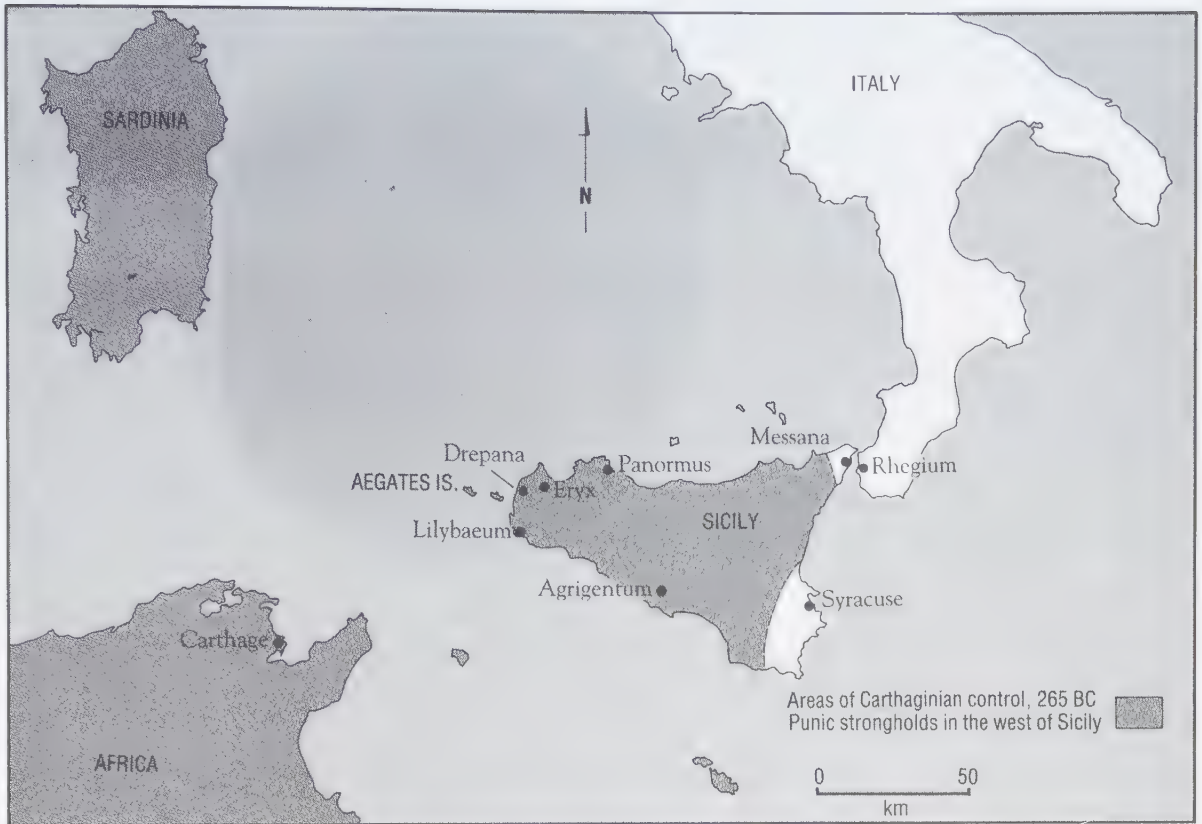 ITALY
SARDINIA
N
Messana
Drepana
Panormus
Rhegium
AEGATES IS.
Eryx
Lilybaeum
SICILY
Agrigentum
Syracuse
Carthage
Areas of Carthaginian control, 265 BC
Punic strongholds in the west of Sicily
AFRICA
0 50
km